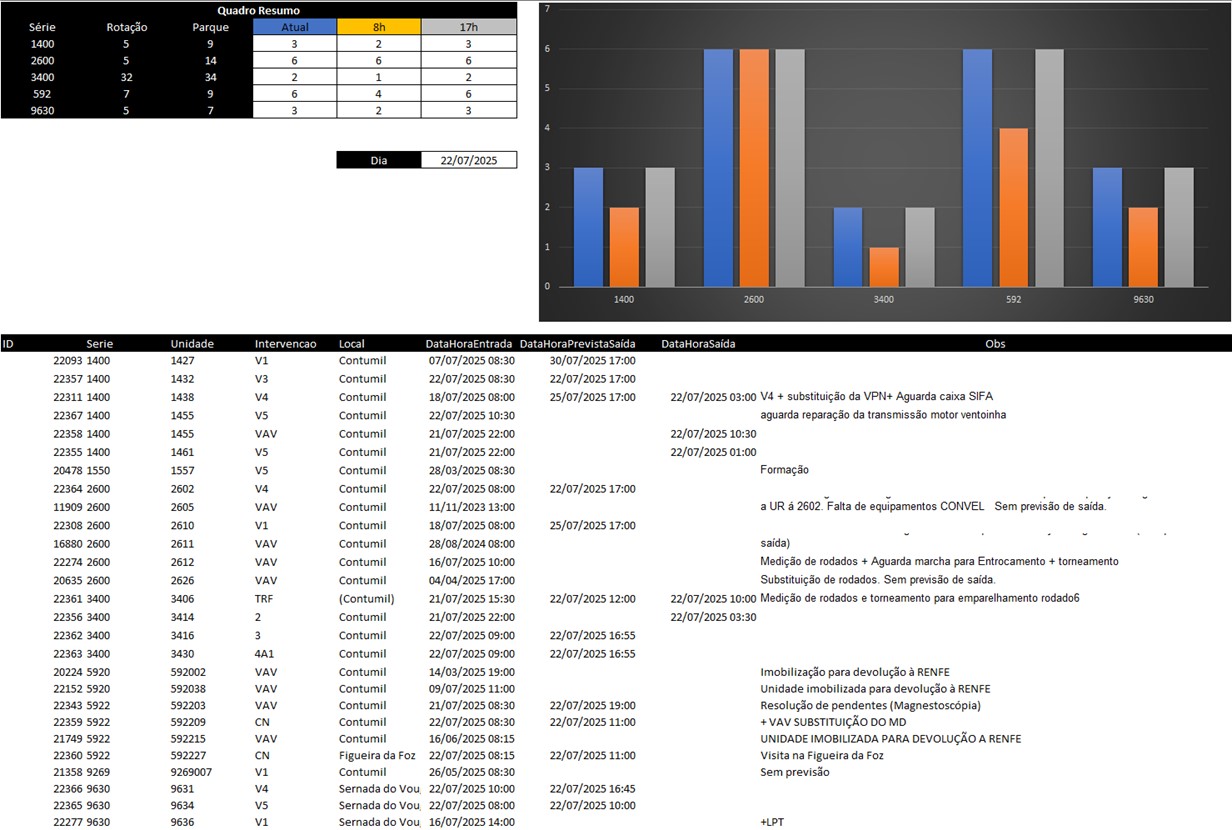 Quadro Resumo
Série Rotação Parque Atual 8h 17h
1400 5 9 3 2 3
2600 5 14 6 6 6
3400 32 34 2 1 2
592 7 9 6 4 6
9630 5 7 3 2 3
Dia 22/07/2025
7
6
5
4
3
2
1
0
1400 2600 3400 592 9630
ID Serie Unidade Intervencao Local DataHoraEntrada DataHoraPrevistaSaída DataHoraSaída Obs
22093 1400 1427 V1 Contumil 07/07/2025 08:30 30/07/2025 17:00
22357 1400 1432 V3 Contumil 22/07/2025 08:30 22/07/2025 17:00
22311 1400 1438 V4 Contumil 18/07/2025 08:00 25/07/2025 17:00 22/07/2025 03:00 V4 + substituição da VPN+ Aguarda caixa SIFA
22367 1400 1455 V5 Contumil 22/07/2025 10:30 aguarda reparação da transmissão motor ventoinha
22358 1400 1455 VAV Contumil 21/07/2025 22:00 22/07/2025 10:30
22355 1400 1461 V5 Contumil 21/07/2025 22:00 22/07/2025 01:00
20478 1550 1557 V5 Contumil 28/03/2025 08:30 Formação
22364 2600 2602 V4 Contumil 22/07/2025 08:00 22/07/2025 17:00
11909 2600 2605 VAV Contumil 11/11/2023 13:00 a UR á 2602. Falta de equipamentos CONVEL Sem previsão de saída.
22308 2600 2610 V1 Contumil 18/07/2025 08:00 25/07/2025 17:00
16880 2600 2611 VAV Contumil 28/08/2024 08:00 saída)
22274 2600 2612 VAV Contumil 16/07/2025 10:00 Medição de rodados + Aguarda marcha para Entrocamento + torneamento
20635 2600 2626 VAV Contumil 04/04/2025 17:00 Substituição de rodados. Sem previsão de saída.
22361 3400 3406 TRF (Contumil) 21/07/2025 15:30 22/07/2025 12:00 22/07/2025 10:00 Medição de rodados e torneamento para emparelhamento rodado6
22356 3400 3414 2 Contumil 21/07/2025 22:00 22/07/2025 03:30
22362 3400 3416 3 Contumil 22/07/2025 09:00 22/07/2025 16:55
22363 3400 3430 4A1 Contumil 22/07/2025 09:00 22/07/2025 16:55
20224 5920 592002 VAV Contumil 14/03/2025 19:00 Imobilização para devolução à RENFE
22152 5920 592038 VAV Contumil 09/07/2025 11:00 Unidade imobilizada para devolução à RENFE
22343 5922 592203 VAV Contumil 21/07/2025 08:30 22/07/2025 19:00 Resolução de pendentes (Magnestoscópia)
22359 5922 592209 CN Contumil 22/07/2025 08:30 22/07/2025 11:00 + VAV SUBSTITUIÇÃO DO MD
21749 5922 592215 VAV Contumil 16/06/2025 08:15 UNIDADE IMOBILIZADA PARA DEVOLUÇÃO A RENFE
22360 5922 592227 CN Figueira da Foz 22/07/2025 08:15 22/07/2025 11:00 Visita na Figueira da Foz
21358 9269 9269007 V1 Contumil 26/05/2025 08:30 Sem previsão
22366 9630 9631 V4 Sernada do Vou 22/07/2025 10:00 22/07/2025 16:45
22365 9630 9634 V5 Sernada do Vou 22/07/2025 08:00 22/07/2025 10:00
22277 9630 9636 V1 Sernada do Vou 16/07/2025 14:00 +LPT